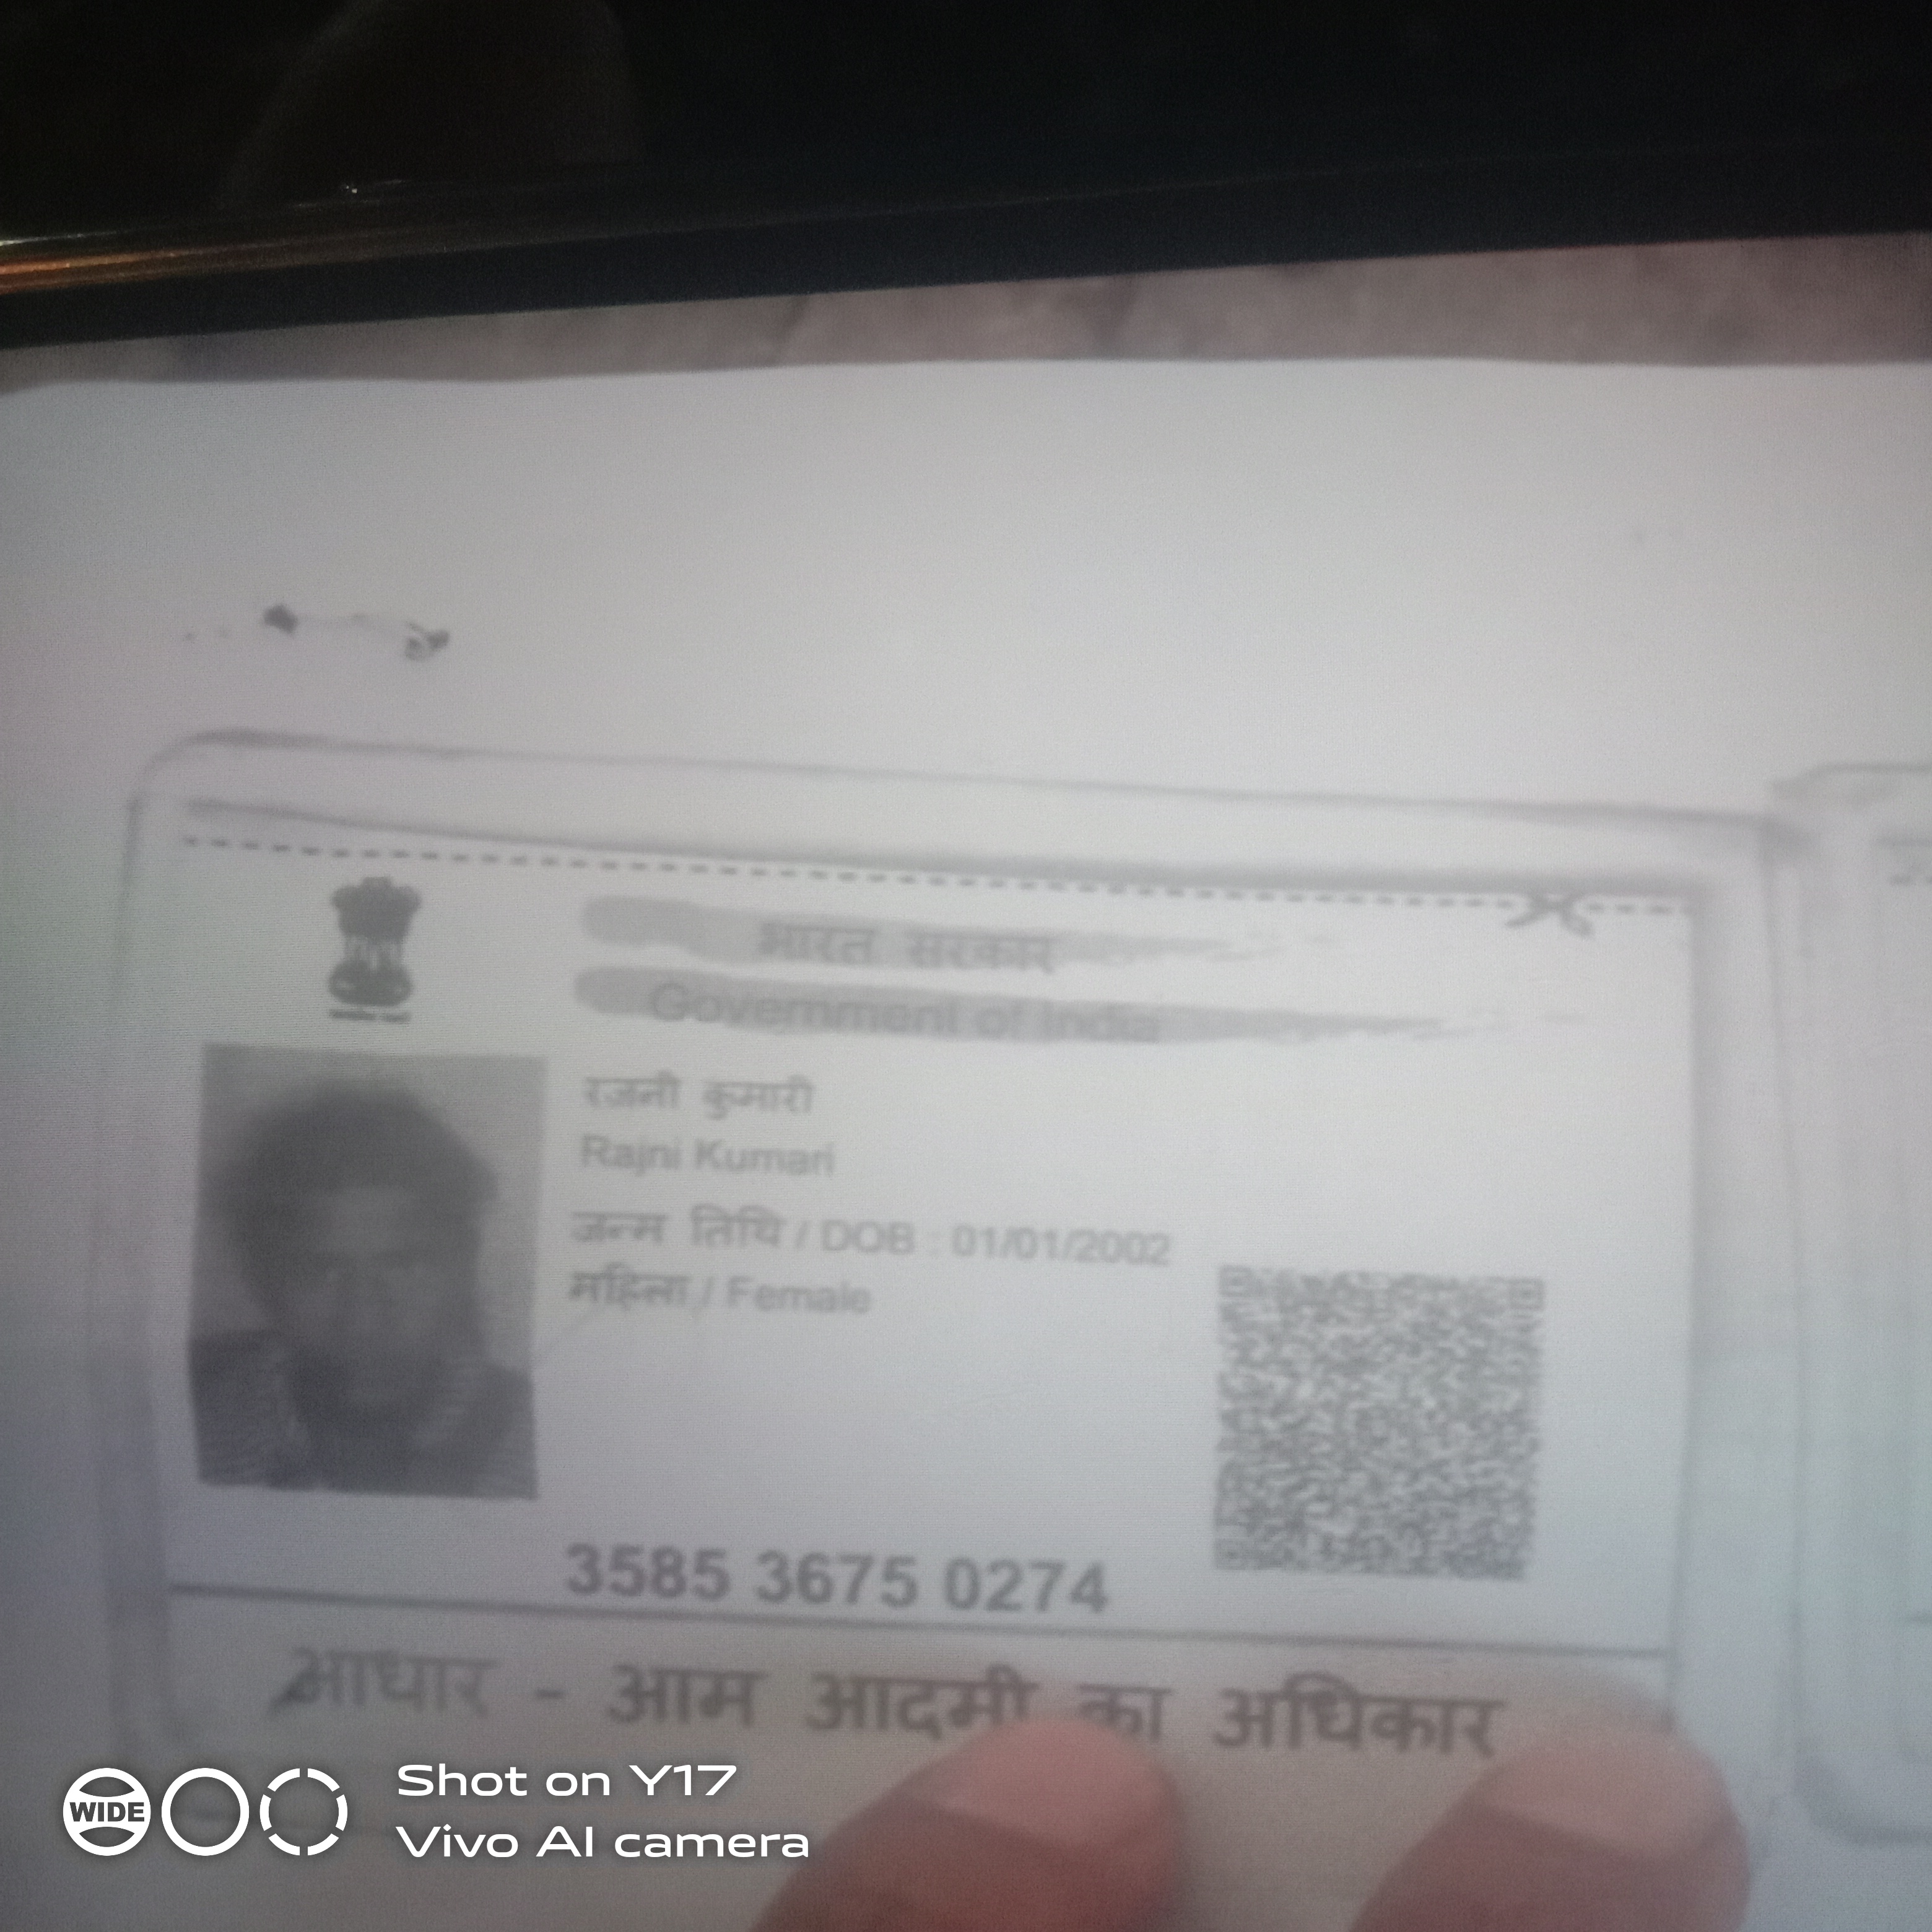 भारत सरकार
Government of India
रजनी कुमारी
Rajni Kumari
जन्म तिथि / DOB : 01/01/2002
महिला / Female
3585 3675 0274
आधार - आम आदमी का अधिकार
WIDE
Shot on Y17
Vivo AI camera